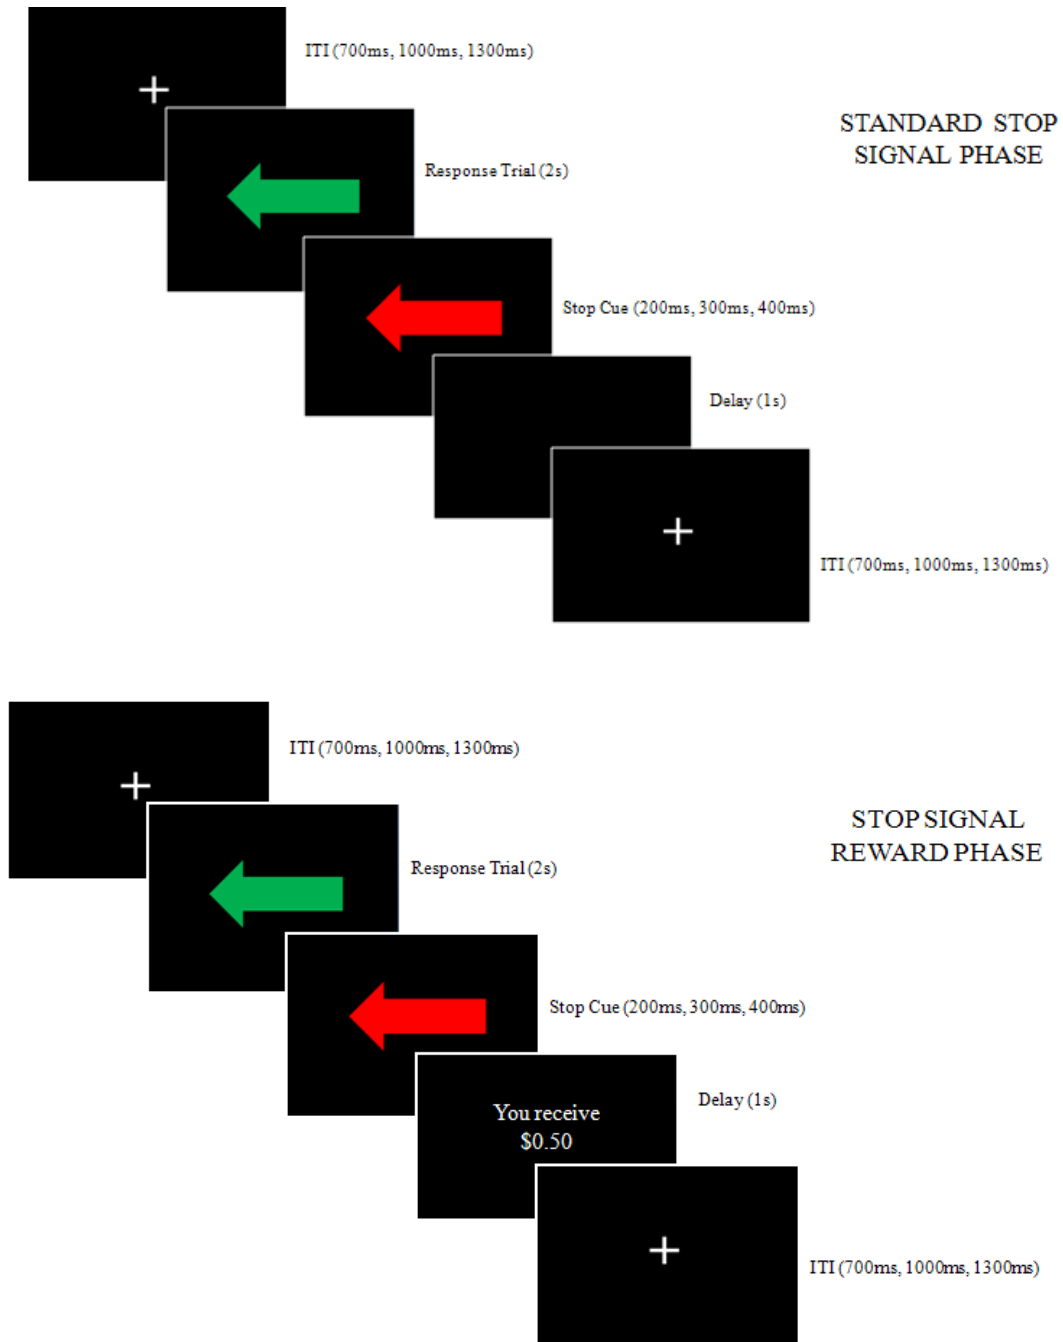 ITI (700ms, 1000ms, 1300ms)
STANDARD STOP
SIGNAL PHASE
Response Trial (2s)
Stop Cue (200ms, 300ms, 400ms)
Delay (1s)
ITI (700ms, 1000ms, 1300ms)
ITI (700ms, 1000ms, 1300ms)
STOP SIGNAL
REWARD PHASE
Response Trial (2s)
Stop Cue (200ms, 300ms, 400ms)
Delay (1s)
You receive
$0.50
ITI (700ms, 1000ms, 1300ms)